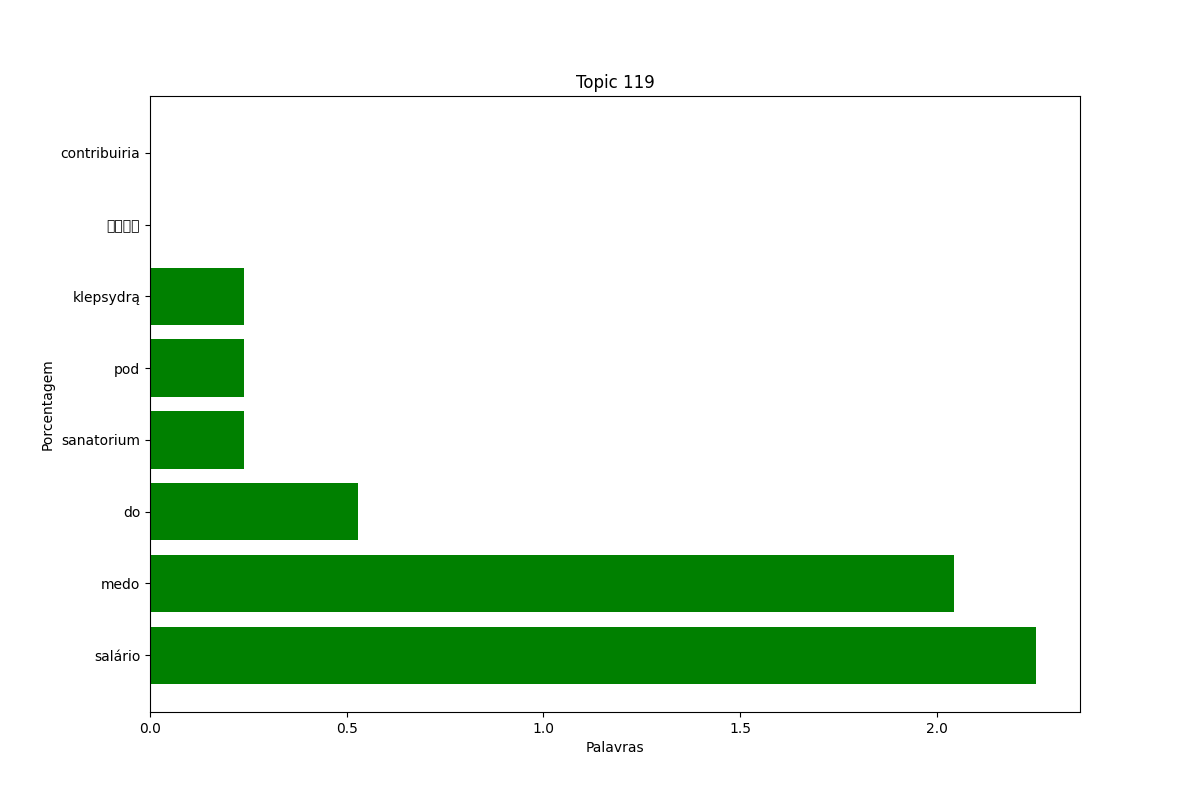 Topic 119
contribuiria
klepsydrą
pod
sanatorium
do
medo
salário
Porcentagem
0.0 0.5 1.0 1.5 2.0
Palavras